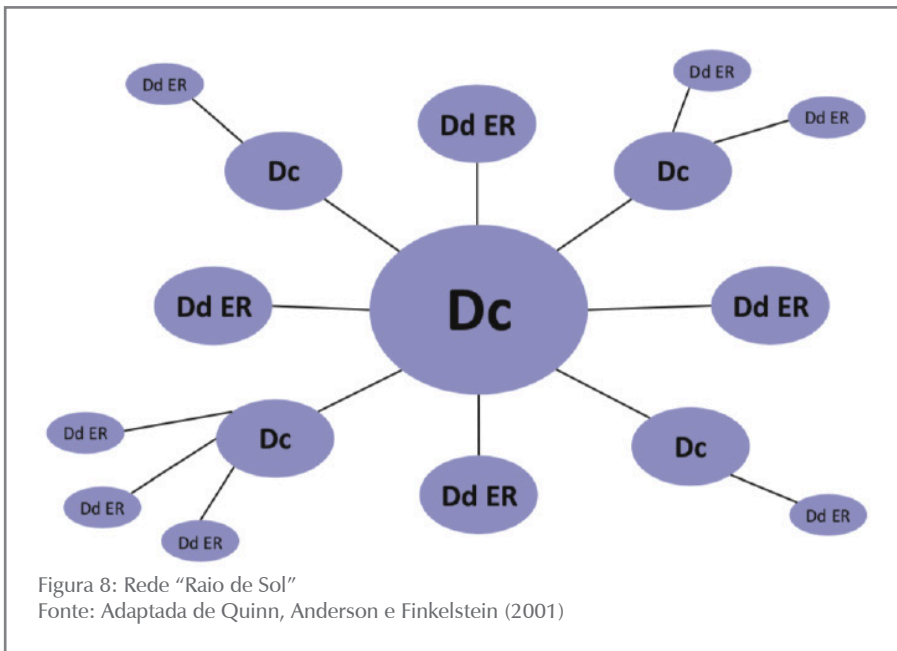 Dd ER
Dd ER
Dd ER
Dd ER
Dc
Dc
Dd ER
Dc
Dd ER
Dd ER
Dc
Dc
Dd ER
Dd ER
Dd ER
Dd ER
Dd ER
Figura 8: Rede “Raio de Sol”
Fonte: Adaptada de Quinn, Anderson e Finkelstein (2001)